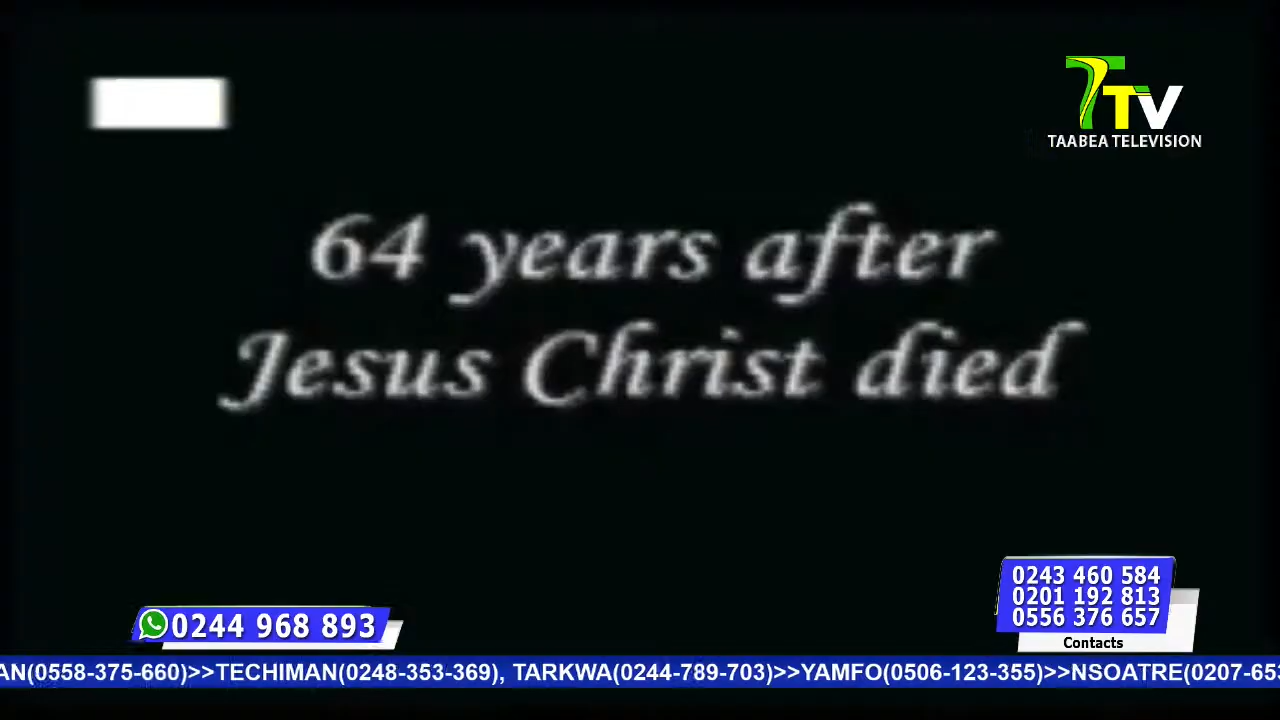 TTV
TAABEA TELEVISION
64 years after
Jesus Christ died
0243 460 584
0201 192 813
0556 376 657
Contacts
0244 968 893
AN(0558-375-660)>>TECHIMAN(0248-353-369), TARKWA(0244-789-703)>>YAMFO(0506-123-355)>>NSOATRE(0207-653